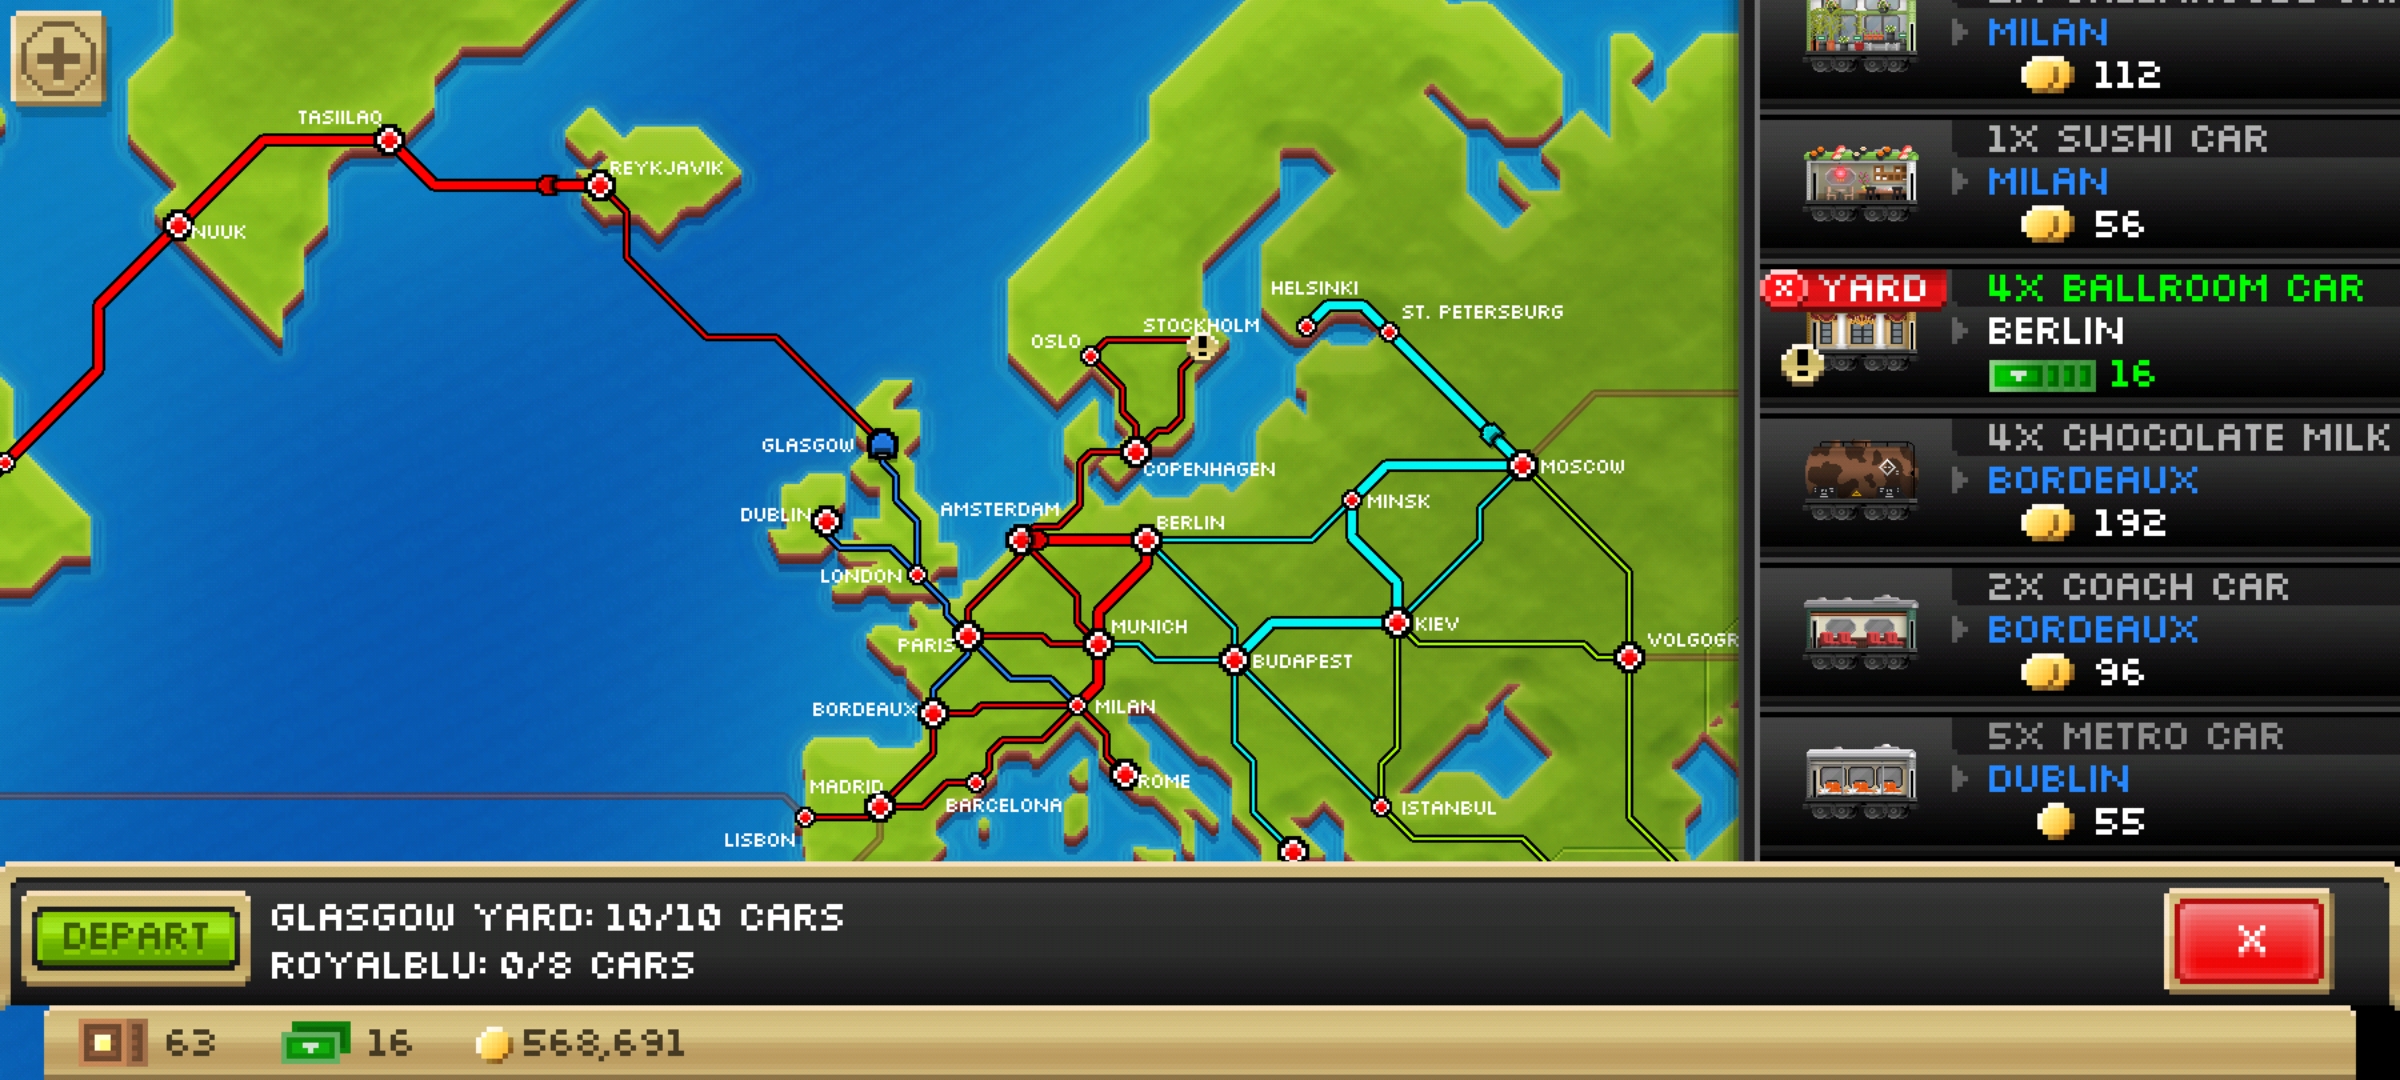 TASIILAQ
REYKJAVIK
NUUK
HELSINKI
ST. PETERSBURG
STOCKHOLM
OSLO
GLASGOW
COPENHAGEN
MOSCOW
MINSK
DUBLIN
AMSTERDAM
BERLIN
LONDON
PARIS
MUNICH
KIEV
VOLGOGR
BUDAPEST
BORDEAUX
MILAN
MADRID
ROME
BARCELONA
ISTANBUL
LISBON
MILAN
112
1X SUSHI CAR
MILAN
56
YARD
4X BALLROOM CAR
BERLIN
16
4X CHOCOLATE MILK
BORDEAUX
192
2X COACH CAR
BORDEAUX
96
5X METRO CAR
DUBLIN
55
DEPART
GLASGOW YARD: 10/10 CARS
ROYALBLU: 0/8 CARS
X
63
16
568,691